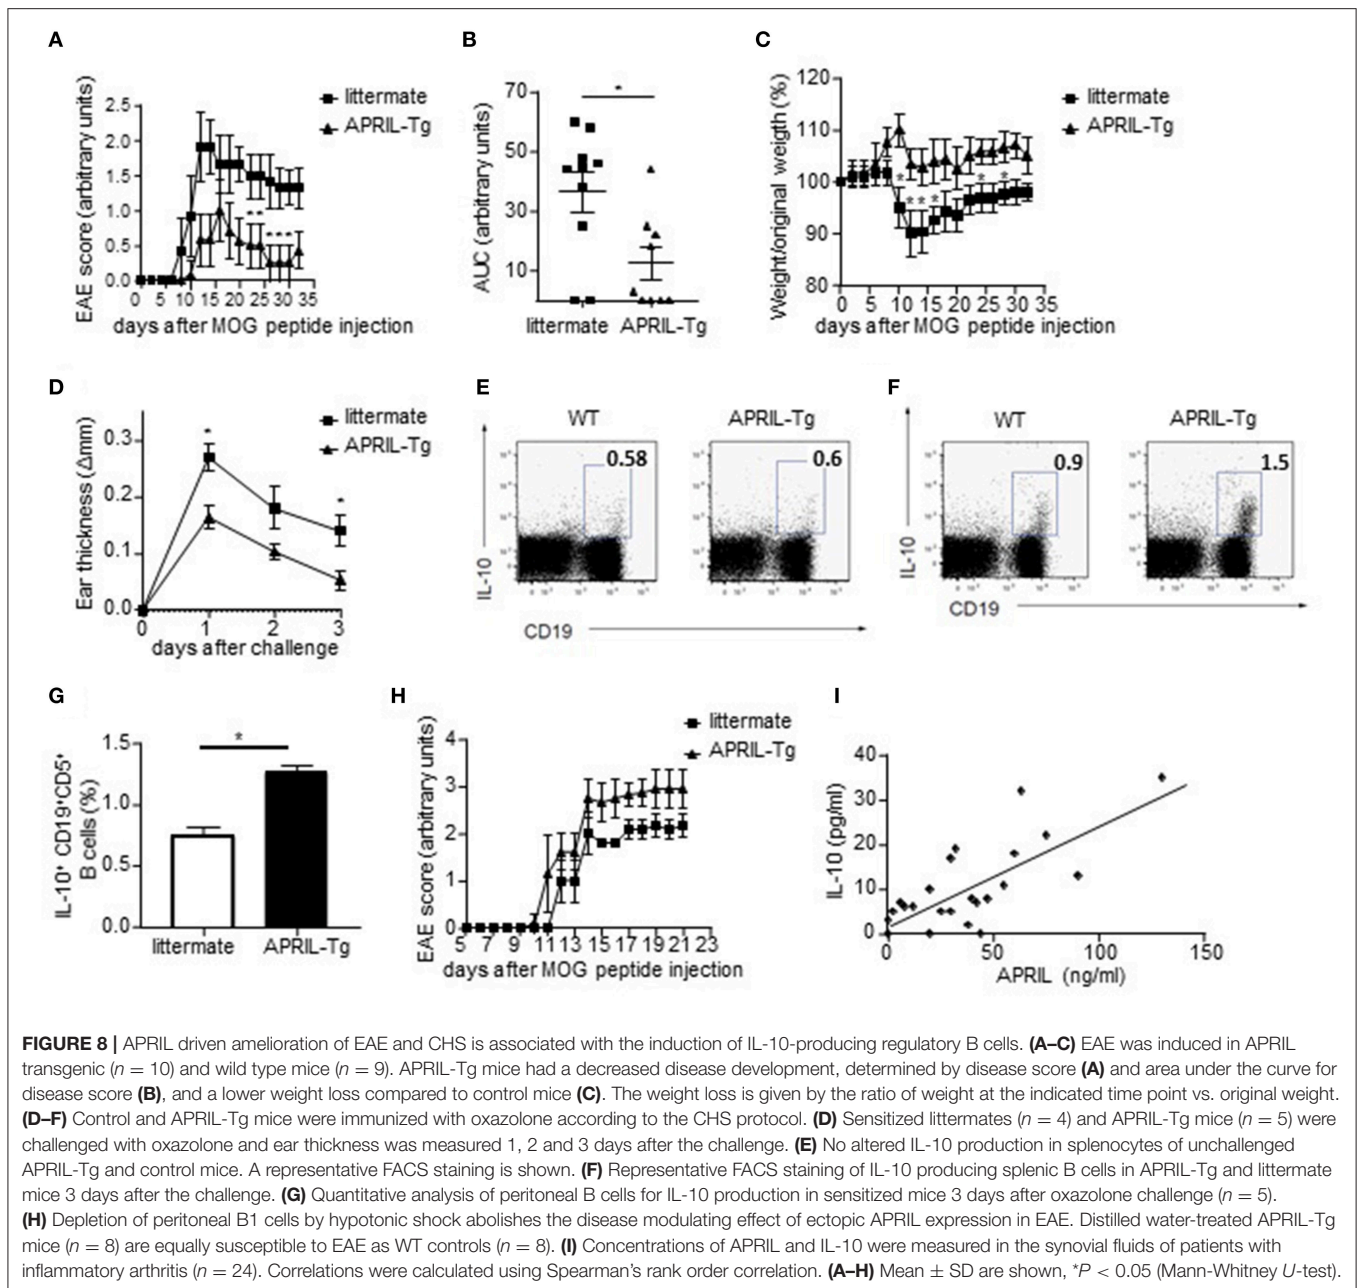 A
EAE score (arbitrary units)
2.5
2.0
1.5
1.0
0.5
0.0
0 5 10 15 20 25 30 35
days after MOG peptide injection
littermate
APRIL-Tg
** ***
B
AUC (arbitrary units)
70
50
30
10
*
littermate APRIL-Tg
C
Weight/original weigth (%)
120
110
100
90
80
0 5 10 15 20 25 30 35
days after MOG peptide injection
littermate
APRIL-Tg
* * * * * *
D
Ear thickness (Δmm)
0.3
0.2
0.1
0.0
0 1 2 3
days after challenge
littermate
APRIL-Tg
* *
E
WT APRIL-Tg
0.58 0.6
IL-10
CD19
F
WT APRIL-Tg
0.9 1.5
IL-10
CD19
G
IL-10⁺ CD19⁺CD5⁺
B cells (%)
1.5
1.0
0.5
0.0
*
littermate APRIL-Tg
H
EAE score (arbitrary units)
4
3
2
1
0
5 7 9 11 13 15 17 19 21 23
days after MOG peptide injection
littermate
APRIL-Tg
I
IL-10 (pg/ml)
40
30
20
10
0
0 50 100 150
APRIL (ng/ml)
FIGURE 8 | APRIL driven amelioration of EAE and CHS is associated with the induction of IL-10-producing regulatory B cells. (A–C) EAE was induced in APRIL
transgenic (n = 10) and wild type mice (n = 9). APRIL-Tg mice had a decreased disease development, determined by disease score (A) and area under the curve for
disease score (B), and a lower weight loss compared to control mice (C). The weight loss is given by the ratio of weight at the indicated time point vs. original weight.
(D–F) Control and APRIL-Tg mice were immunized with oxazolone according to the CHS protocol. (D) Sensitized littermates (n = 4) and APRIL-Tg mice (n = 5) were
challenged with oxazolone and ear thickness was measured 1, 2 and 3 days after the challenge. (E) No altered IL-10 production in splenocytes of unchallenged
APRIL-Tg and control mice. A representative FACS staining is shown. (F) Representative FACS staining of IL-10 producing splenic B cells in APRIL-Tg and littermate
mice 3 days after the challenge. (G) Quantitative analysis of peritoneal B cells for IL-10 production in sensitized mice 3 days after oxazolone challenge (n = 5).
(H) Depletion of peritoneal B1 cells by hypotonic shock abolishes the disease modulating effect of ectopic APRIL expression in EAE. Distilled water-treated APRIL-Tg
mice (n = 8) are equally susceptible to EAE as WT controls (n = 8). (I) Concentrations of APRIL and IL-10 were measured in the synovial fluids of patients with
inflammatory arthritis (n = 24). Correlations were calculated using Spearman's rank order correlation. (A–H) Mean ± SD are shown, *P < 0.05 (Mann-Whitney U-test).